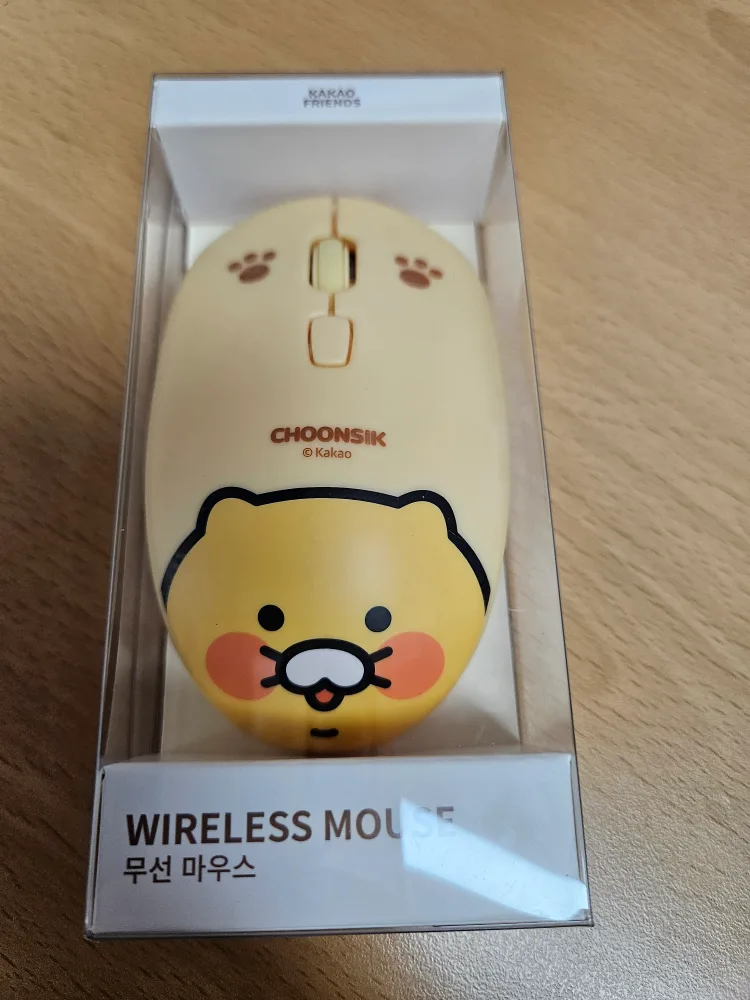 KAKAO
FRIENDS
CHOONSIK
© Kakao
WIRELESS MOUSE
무선 마우스